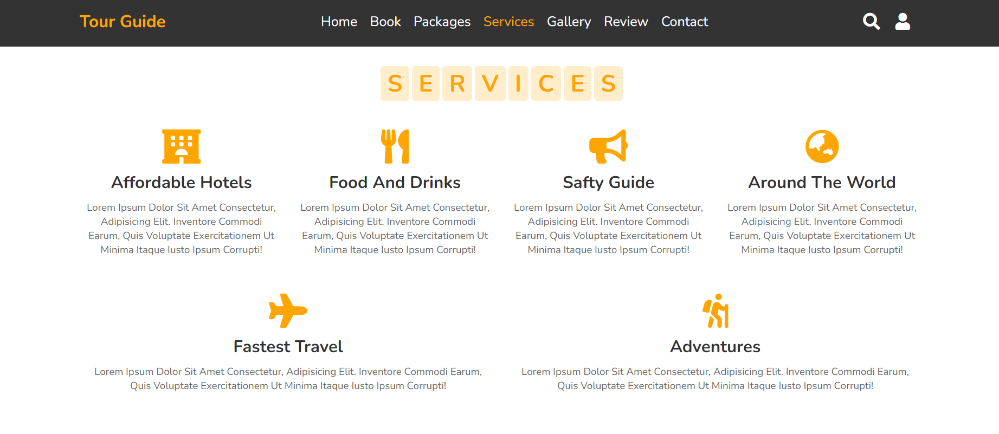 Tour Guide
Home Book Packages Services Gallery Review Contact
SERVICES
Affordable Hotels
Lorem Ipsum Dolor Sit Amet Consectetur,
Adipisicing Elit. Inventore Commodi
Earum, Quis Voluptate Exercitationem Ut
Minima Itaque Iusto Ipsum Corrupti!
Food And Drinks
Lorem Ipsum Dolor Sit Amet Consectetur,
Adipisicing Elit. Inventore Commodi
Earum, Quis Voluptate Exercitationem Ut
Minima Itaque Iusto Ipsum Corrupti!
Safty Guide
Lorem Ipsum Dolor Sit Amet Consectetur,
Adipisicing Elit. Inventore Commodi
Earum, Quis Voluptate Exercitationem Ut
Minima Itaque Iusto Ipsum Corrupti!
Around The World
Lorem Ipsum Dolor Sit Amet Consectetur,
Adipisicing Elit. Inventore Commodi
Earum, Quis Voluptate Exercitationem Ut
Minima Itaque Iusto Ipsum Corrupti!
Fastest Travel
Lorem Ipsum Dolor Sit Amet Consectetur, Adipisicing Elit. Inventore Commodi Earum,
Quis Voluptate Exercitationem Ut Minima Itaque Iusto Ipsum Corrupti!
Adventures
Lorem Ipsum Dolor Sit Amet Consectetur, Adipisicing Elit. Inventore Commodi Earum,
Quis Voluptate Exercitationem Ut Minima Itaque Iusto Ipsum Corrupti!